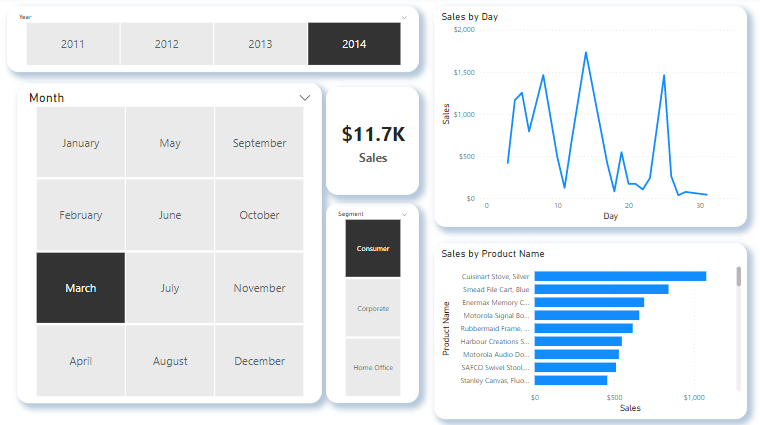 Year
2011 2012 2013 2014
Month
January May September
February June October
March July November
April August December
$11.7K
Sales
Segment
Consumer
Corporate
Home Office
Sales by Day
$2,000
$1,500
$1,000
$500
$0
Sales
0 10 20 30
Day
Sales by Product Name
Product Name
Cuisinart Stove, Silver
Smead File Cart, Blue
Enermax Memory C...
Motorola Signal Bo...
Rubbermaid Frame, ...
Harbour Creations S...
Motorola Audio Do...
SAFCO Swivel Stool,...
Stanley Canvas, Fluo...
$0 $500 $1,000
Sales